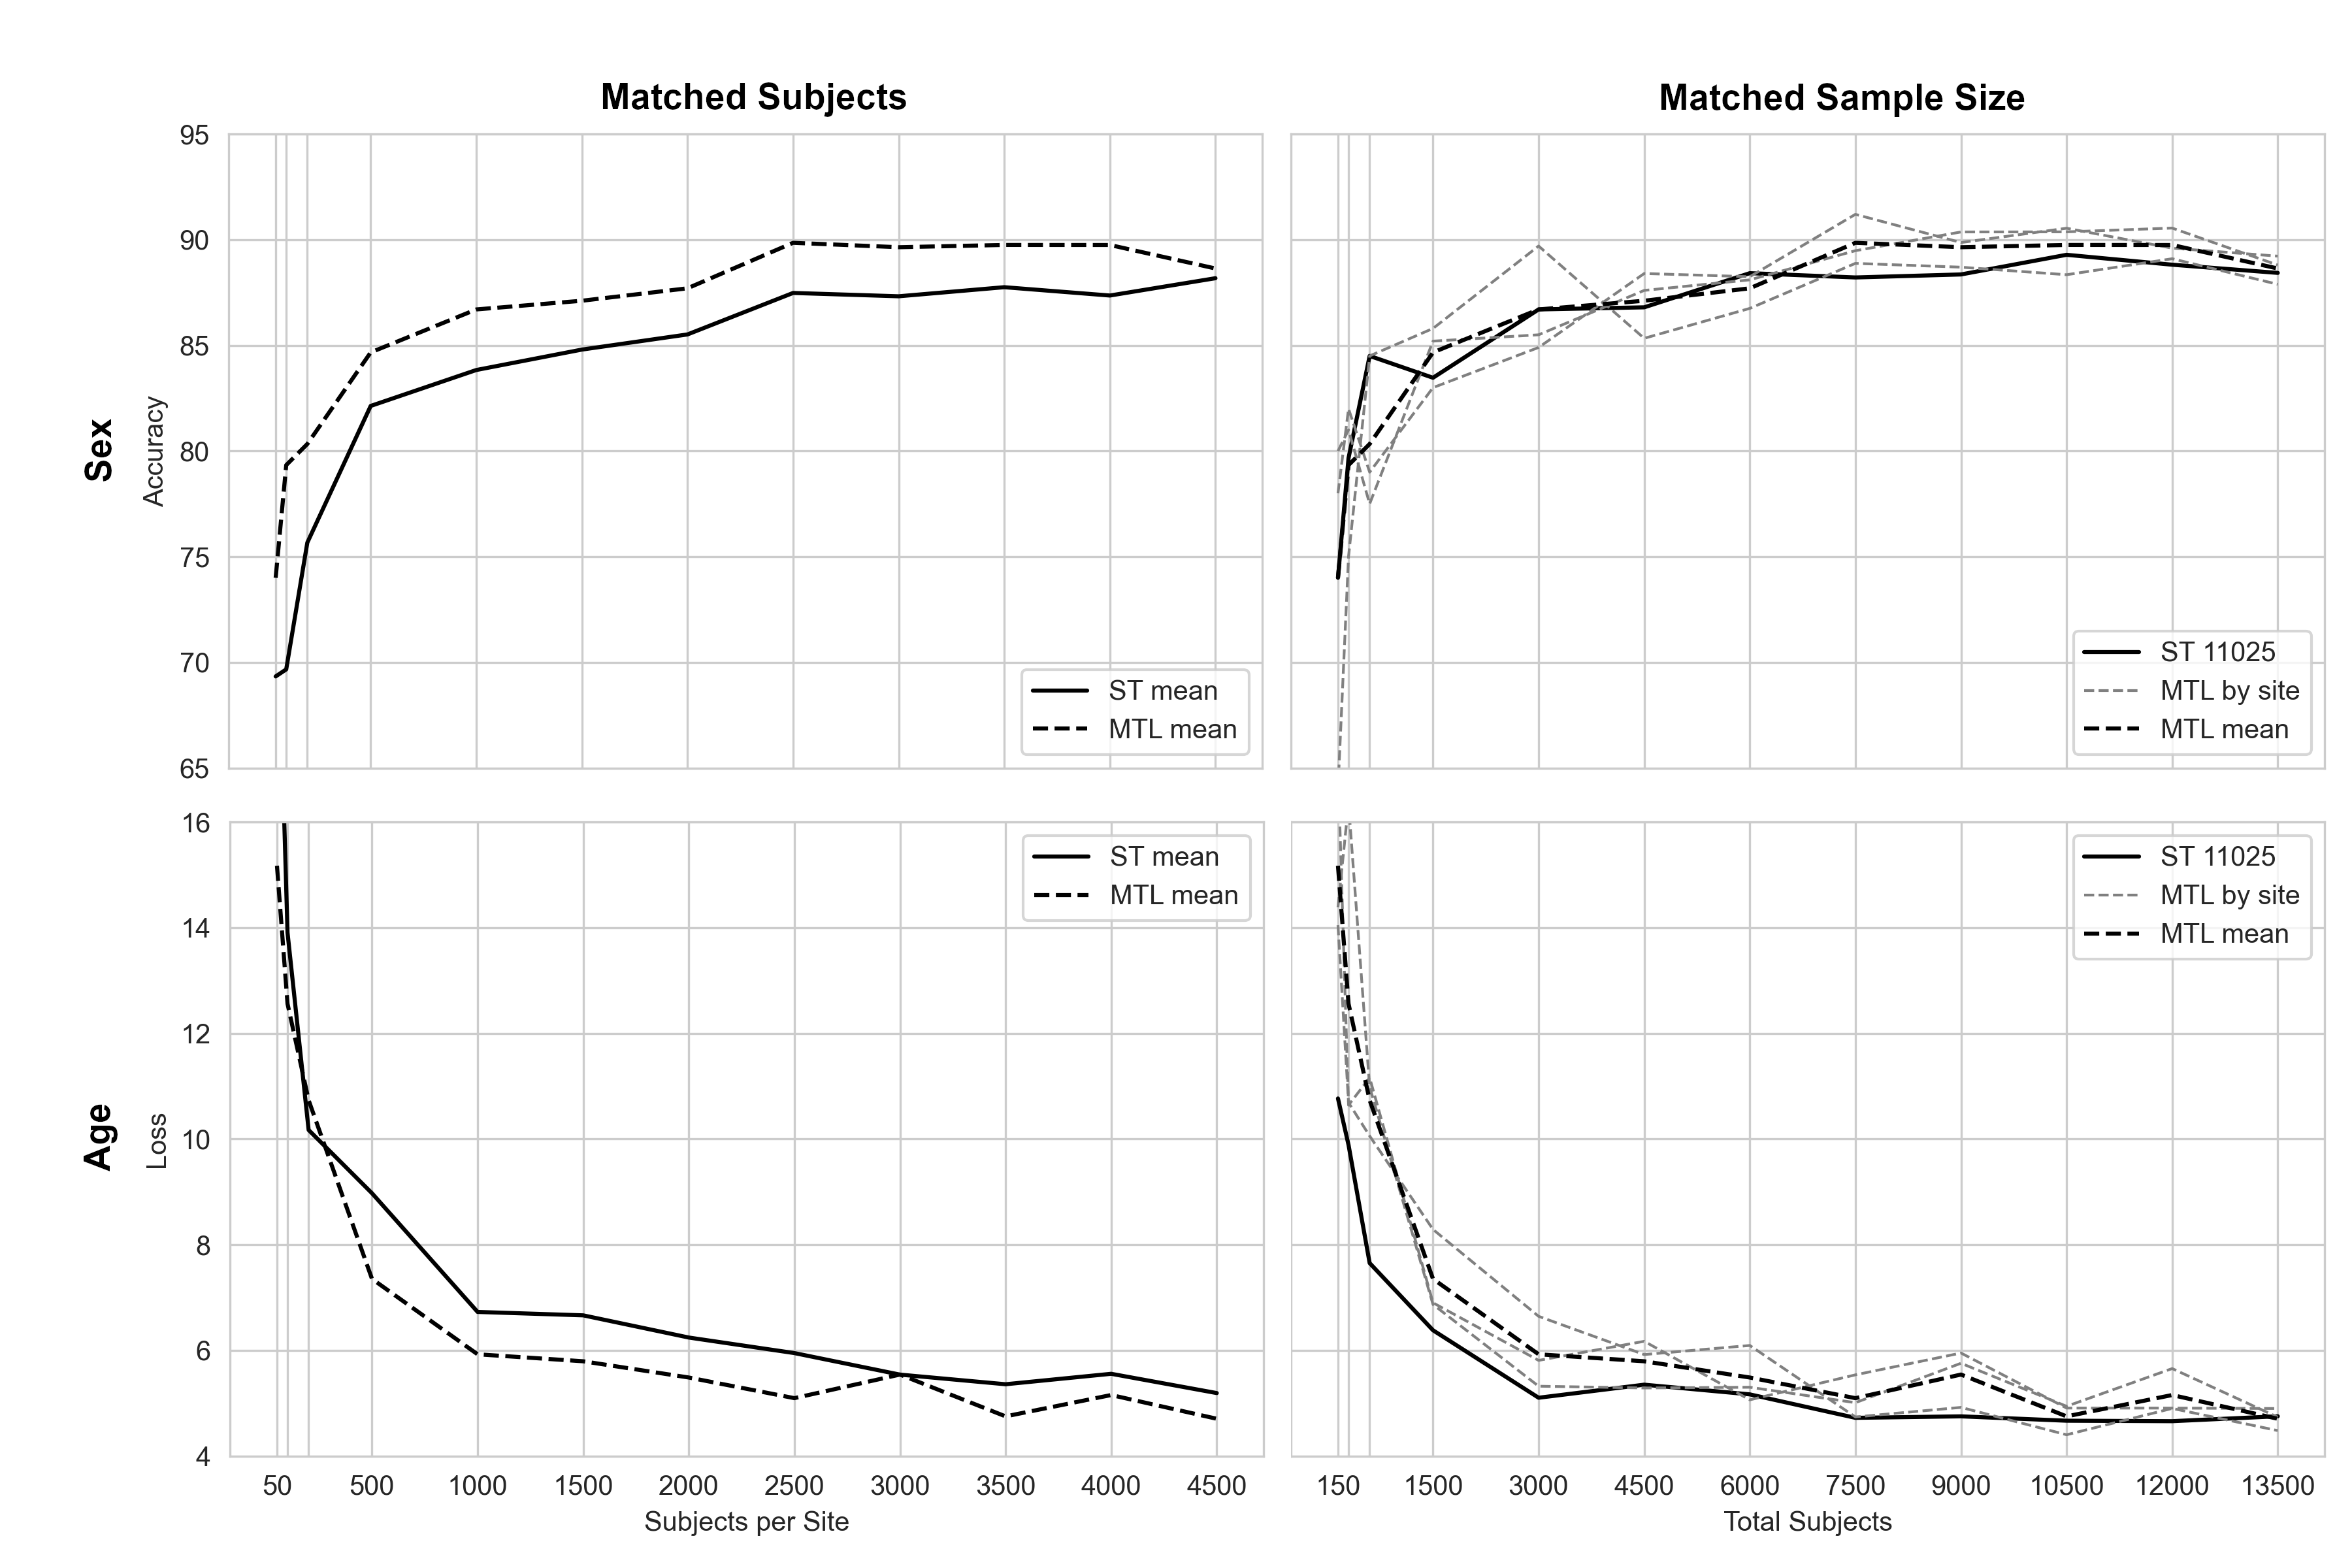 Matched Subjects
Matched Sample Size
Sex
Accuracy
95
90
85
80
75
70
65
ST mean
MTL mean
ST 11025
MTL by site
MTL mean
Age
Loss
16
14
12
10
8
6
4
ST mean
MTL mean
ST 11025
MTL by site
MTL mean
50 500 1000 1500 2000 2500 3000 3500 4000 4500
Subjects per Site
150 1500 3000 4500 6000 7500 9000 10500 12000 13500
Total Subjects